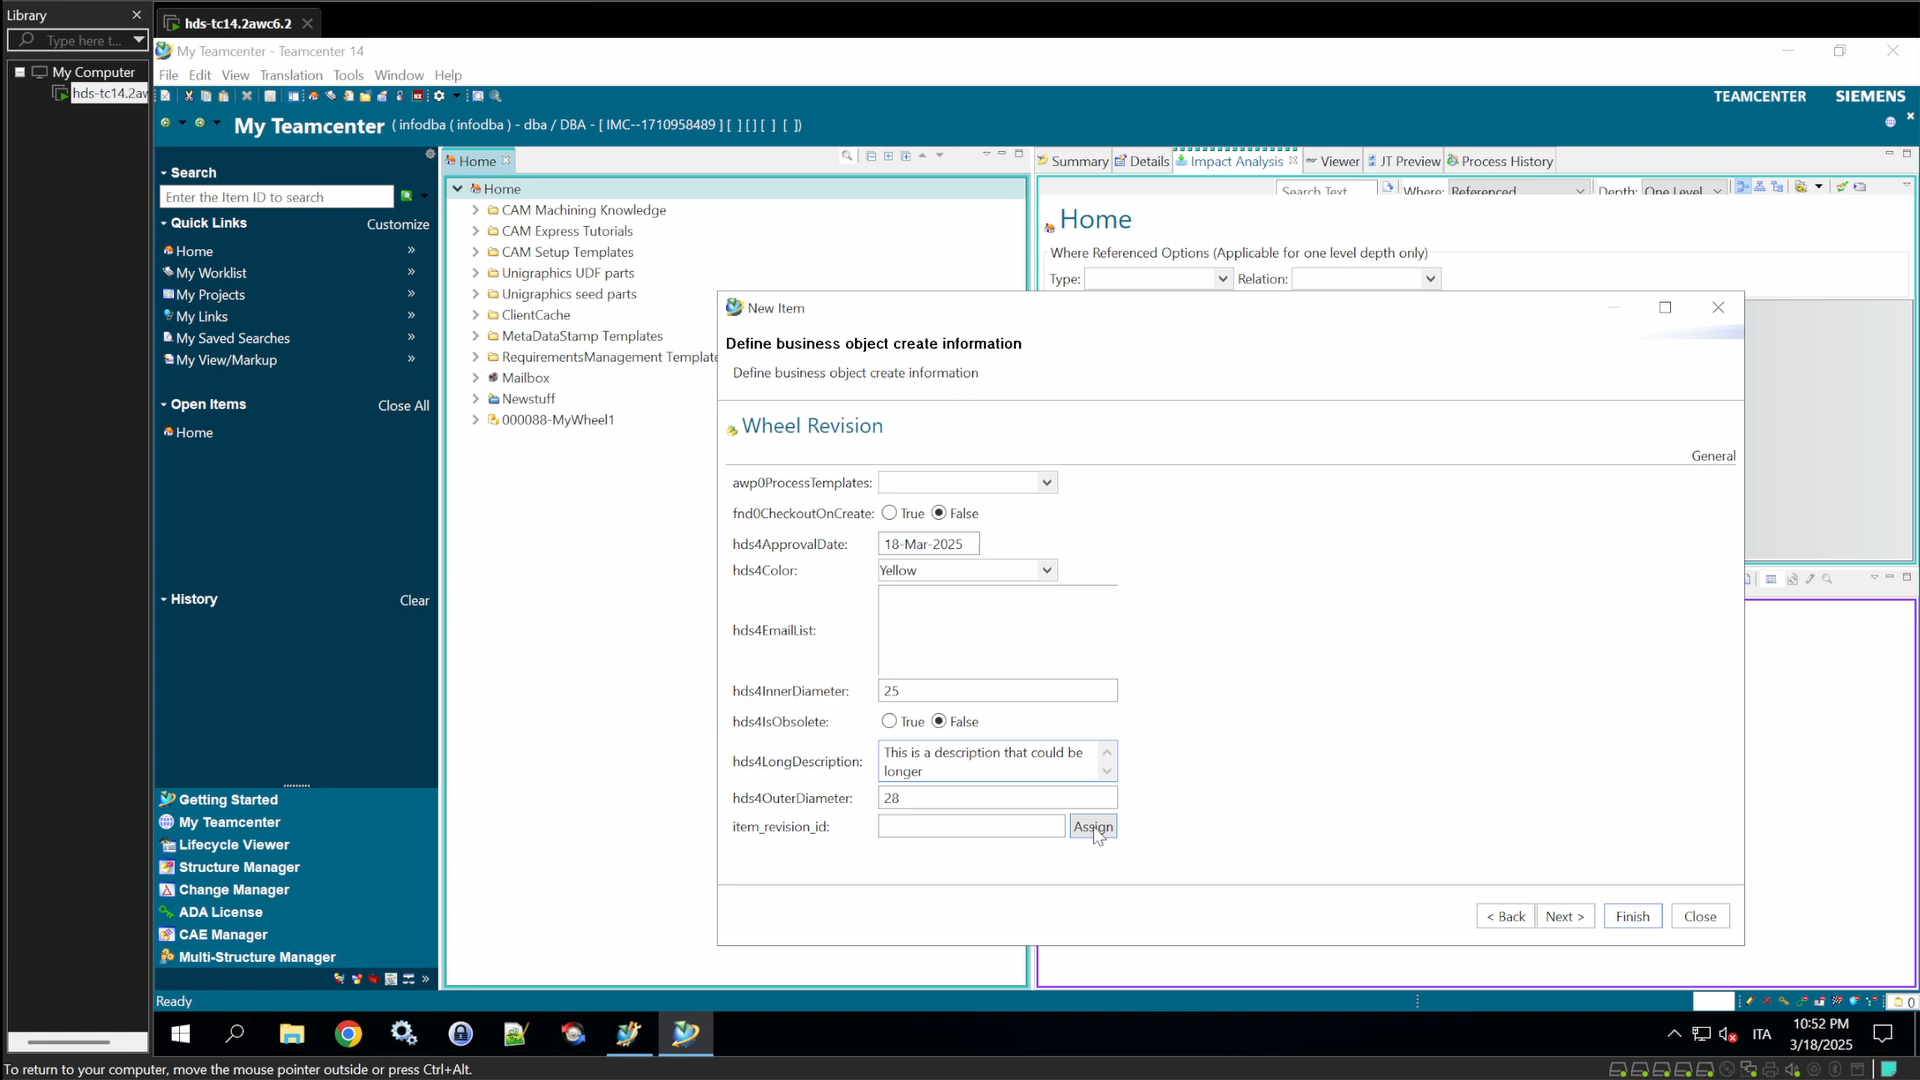 Library
hds-tc14.2awc6.2
Type here t...
My Computer
hds-tc14.2aw
My Teamcenter - Teamcenter 14
File Edit View Translation Tools Window Help
TEAMCENTER SIEMENS
My Teamcenter ( infodba ( infodba ) - dba / DBA - [ IMC--1710958489 ] [ ] [ ] [ ] [ ])
Search
Enter the Item ID to search
Quick Links Customize
Home »
My Worklist »
My Projects »
My Links »
My Saved Searches »
My View/Markup »
Open Items Close All
Home
History Clear
Getting Started
My Teamcenter
Lifecycle Viewer
Structure Manager
Change Manager
ADA License
CAE Manager
Multi-Structure Manager
»
Home
Home
CAM Machining Knowledge
CAM Express Tutorials
CAM Setup Templates
Unigraphics UDF parts
Unigraphics seed parts
ClientCache
MetaDataStamp Templates
RequirementsManagement Template
Mailbox
Newstuff
000088-MyWheel1
Summary Details Impact Analysis Viewer JT Preview Process History
Search Text Where: Referenced Depth: One Level
Home
Where Referenced Options (Applicable for one level depth only)
Type: Relation:
New Item
Define business object create information
Define business object create information
Wheel Revision
General
awp0ProcessTemplates:
fnd0CheckoutOnCreate: True False
hds4ApprovalDate: 18-Mar-2025
hds4Color: Yellow
hds4EmailList:
hds4InnerDiameter: 25
hds4IsObsolete: True False
hds4LongDescription: This is a description that could be
longer
hds4OuterDiameter: 28
item_revision_id: Assign
< Back Next > Finish Close
Ready
0
ITA
10:52 PM
3/18/2025
To return to your computer, move the mouse pointer outside or press Ctrl+Alt.